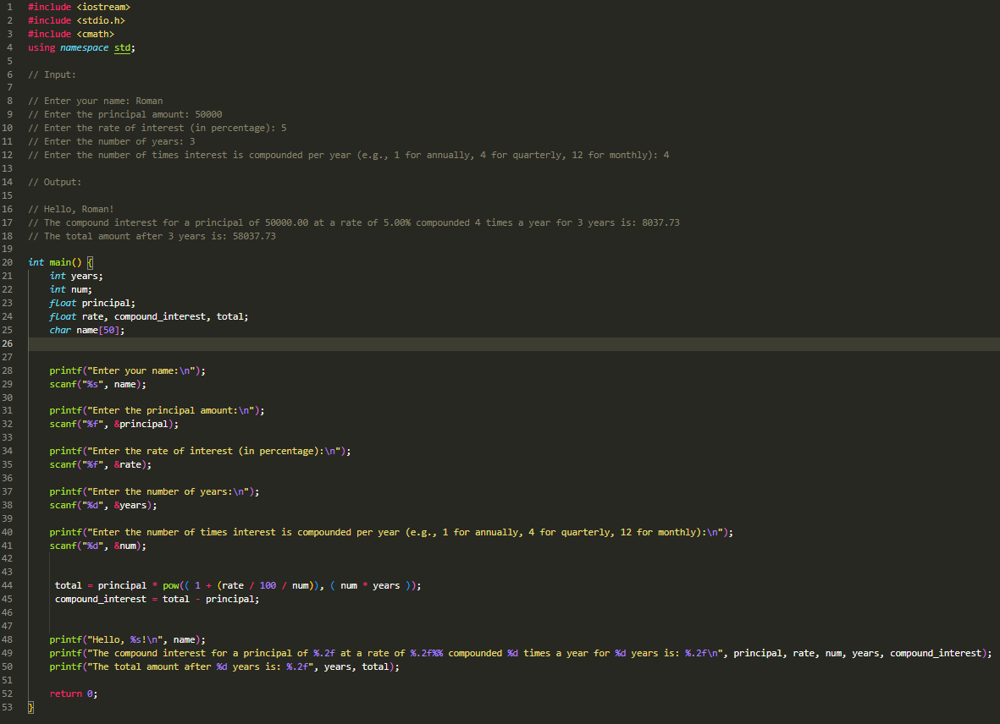 1 #include <iostream>
2 #include <stdio.h>
3 #include <cmath>
4 using namespace std;
5
6 // Input:
7
8 // Enter your name: Roman
9 // Enter the principal amount: 50000
10 // Enter the rate of interest (in percentage): 5
11 // Enter the number of years: 3
12 // Enter the number of times interest is compounded per year (e.g., 1 for annually, 4 for quarterly, 12 for monthly): 4
13
14 // Output:
15
16 // Hello, Roman!
17 // The compound interest for a principal of 50000.00 at a rate of 5.00% compounded 4 times a year for 3 years is: 8037.73
18 // The total amount after 3 years is: 58037.73
19
20 int main() {
21     int years;
22     int num;
23     float principal;
24     float rate, compound_interest, total;
25     char name[50];
26
27
28     printf("Enter your name:\n");
29     scanf("%s", name);
30
31     printf("Enter the principal amount:\n");
32     scanf("%f", &principal);
33
34     printf("Enter the rate of interest (in percentage):\n");
35     scanf("%f", &rate);
36
37     printf("Enter the number of years:\n");
38     scanf("%d", &years);
39
40     printf("Enter the number of times interest is compounded per year (e.g., 1 for annually, 4 for quarterly, 12 for monthly):\n");
41     scanf("%d", &num);
42
43
44      total = principal * pow(( 1 + (rate / 100 / num)), ( num * years ));
45      compound_interest = total - principal;
46
47
48     printf("Hello, %s!\n", name);
49     printf("The compound interest for a principal of %.2f at a rate of %.2f%% compounded %d times a year for %d years is: %.2f\n", principal, rate, num, years, compound_interest);
50     printf("The total amount after %d years is: %.2f", years, total);
51
52     return 0;
53 }